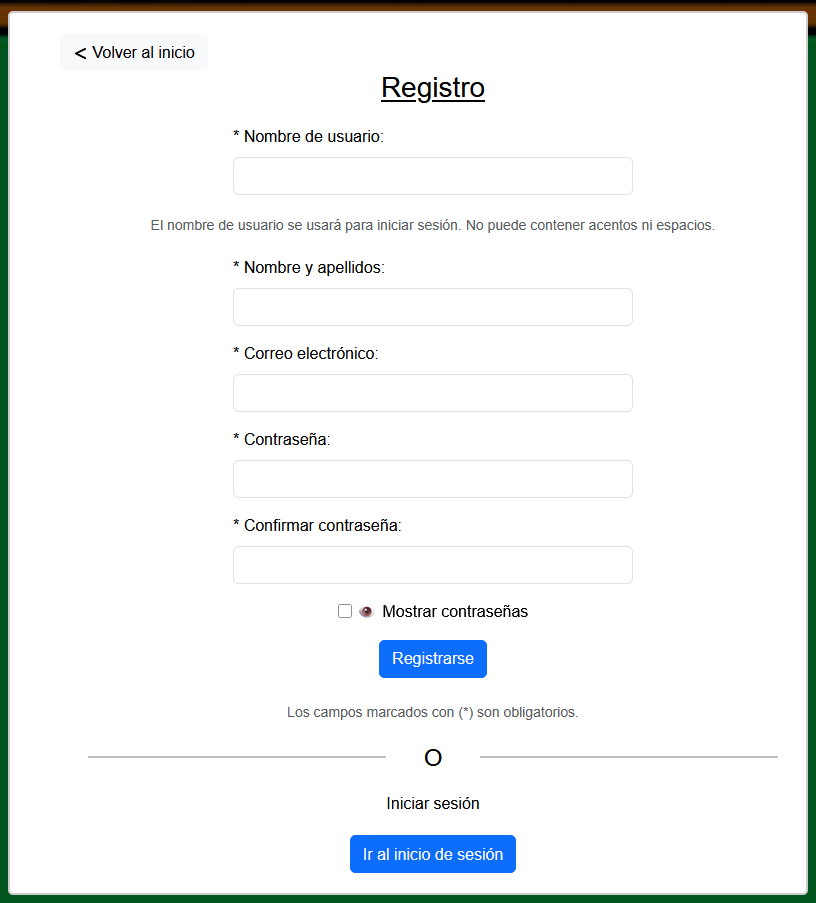 < Volver al inicio
Registro
* Nombre de usuario:
El nombre de usuario se usará para iniciar sesión. No puede contener acentos ni espacios.
* Nombre y apellidos:
* Correo electrónico:
* Contraseña:
* Confirmar contraseña:
Mostrar contraseñas
Registrarse
Los campos marcados con (*) son obligatorios.
O
Iniciar sesión
Ir al inicio de sesión